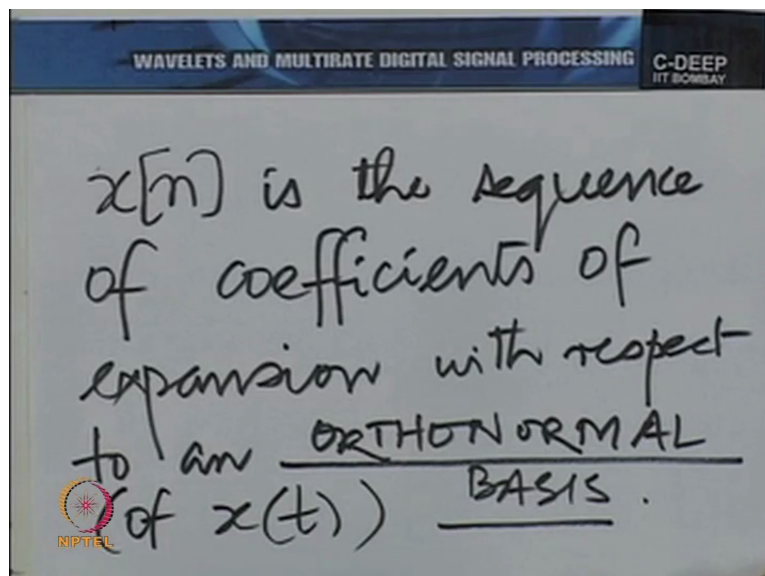 WAVELETS AND MULTIRATE DIGITAL SIGNAL PROCESSING
C-DEEP
IIT BOMBAY
x[n] is the sequence
of coefficients of
expansion with respect
to an ORTHONORMAL
(of x(t)) BASIS.
NPTEL